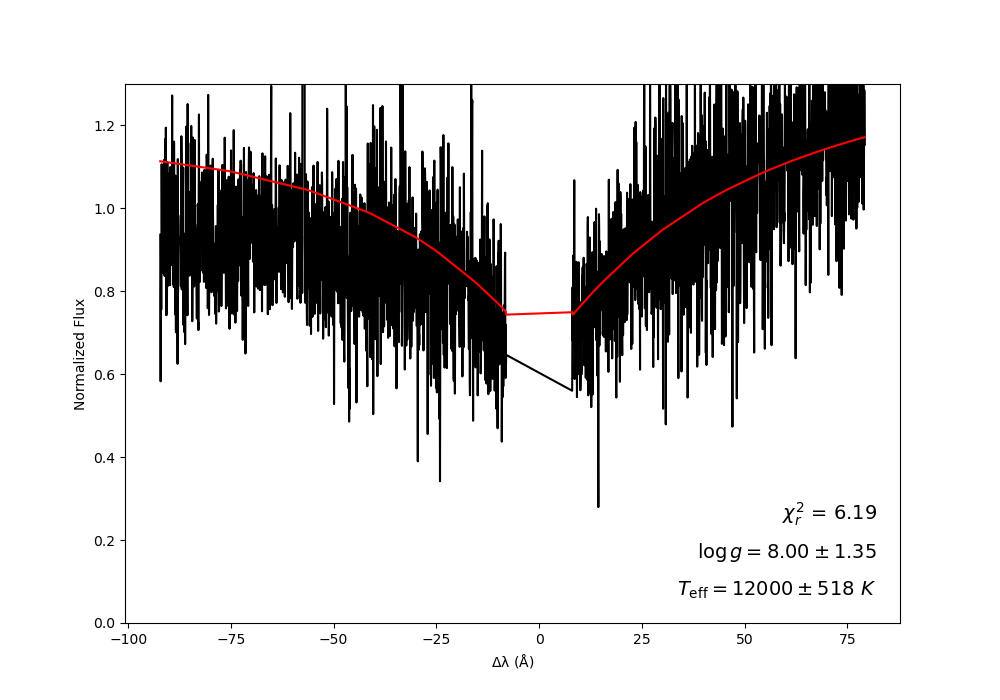 1.2
1.0
0.8
0.6
0.4
0.2
0.0
Normalized Flux
χ²ᵣ = 6.19
log g = 8.00 ± 1.35
T_eff = 12000 ± 518 K
−100 −75 −50 −25 0 25 50 75
Δλ (Å)